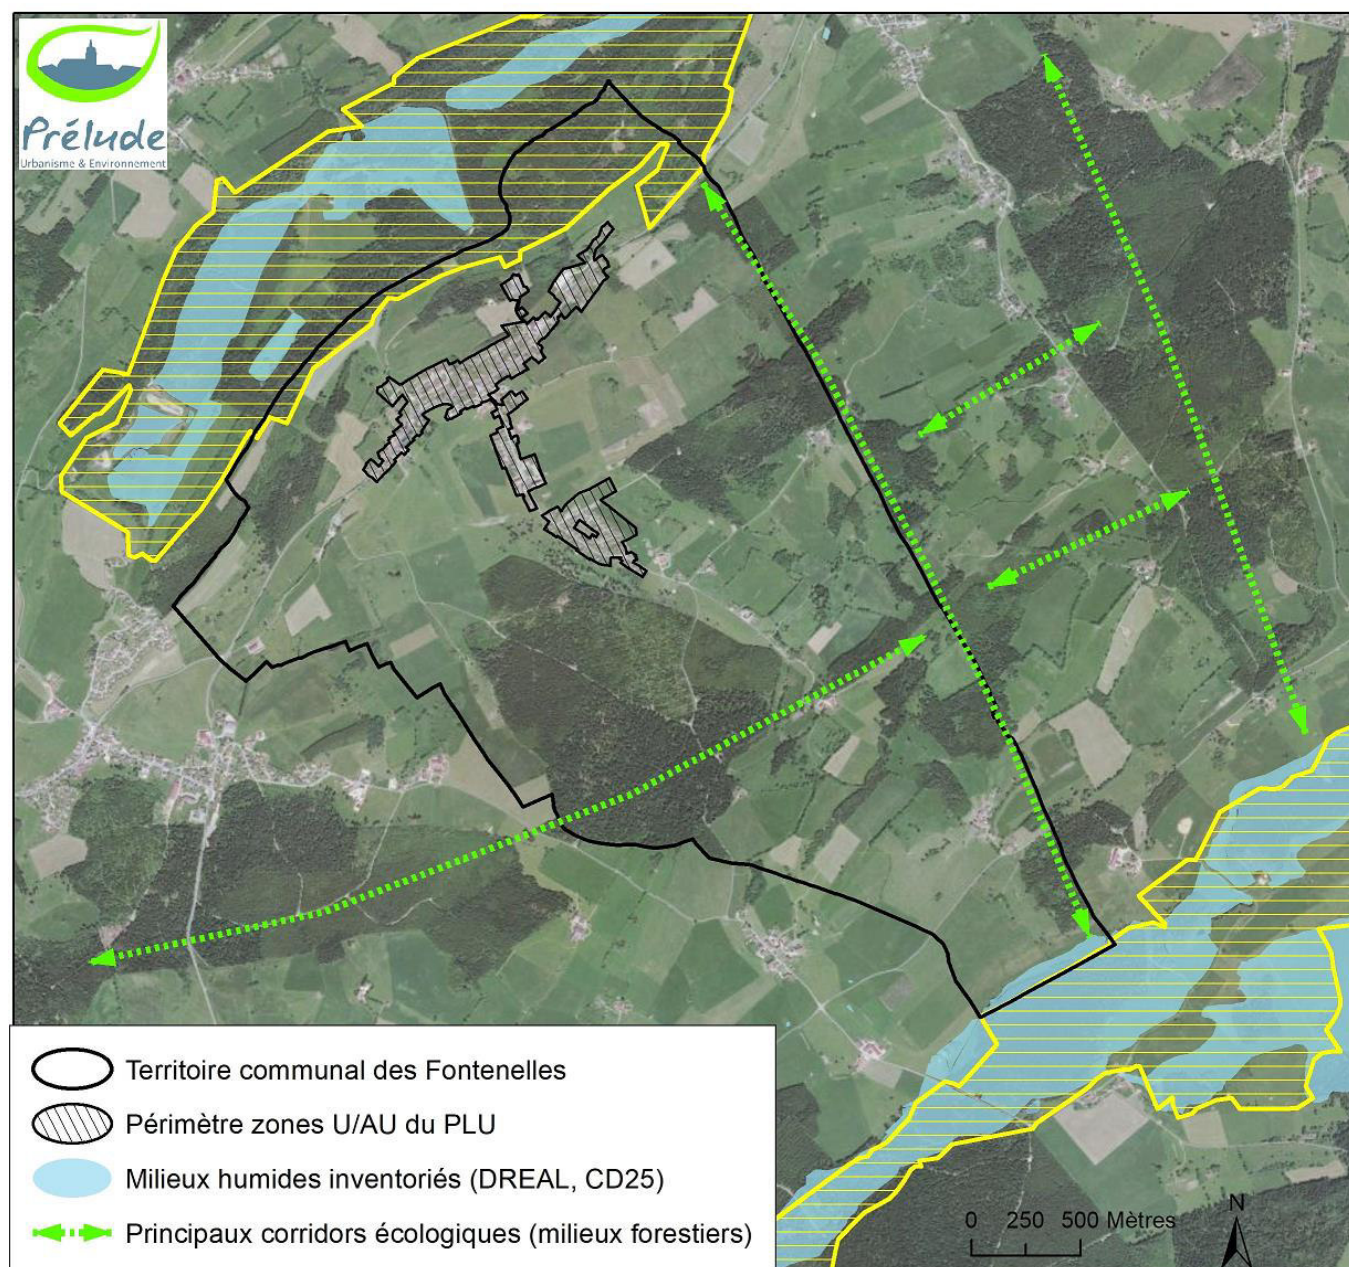 Prélude
Urbanisme & Environnement
Territoire communal des Fontenelles
Périmètre zones U/AU du PLU
Milieux humides inventoriés (DREAL, CD25)
Principaux corridors écologiques (milieux forestiers)
0 250 500 Mètres
N